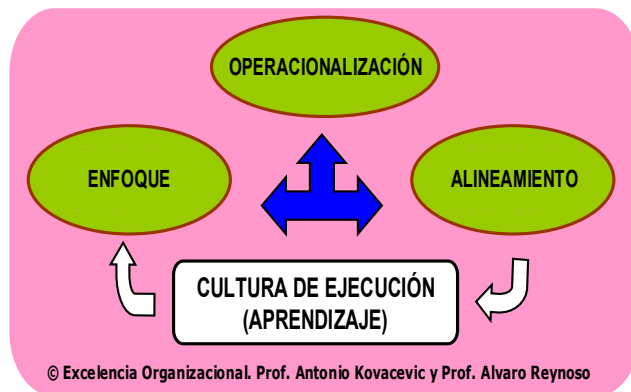 OPERACIONALIZACIÓN
ENFOQUE
ALINEAMIENTO
CULTURA DE EJECUCIÓN
(APRENDIZAJE)
© Excelencia Organizacional. Prof. Antonio Kovacevic y Prof. Alvaro Reynoso